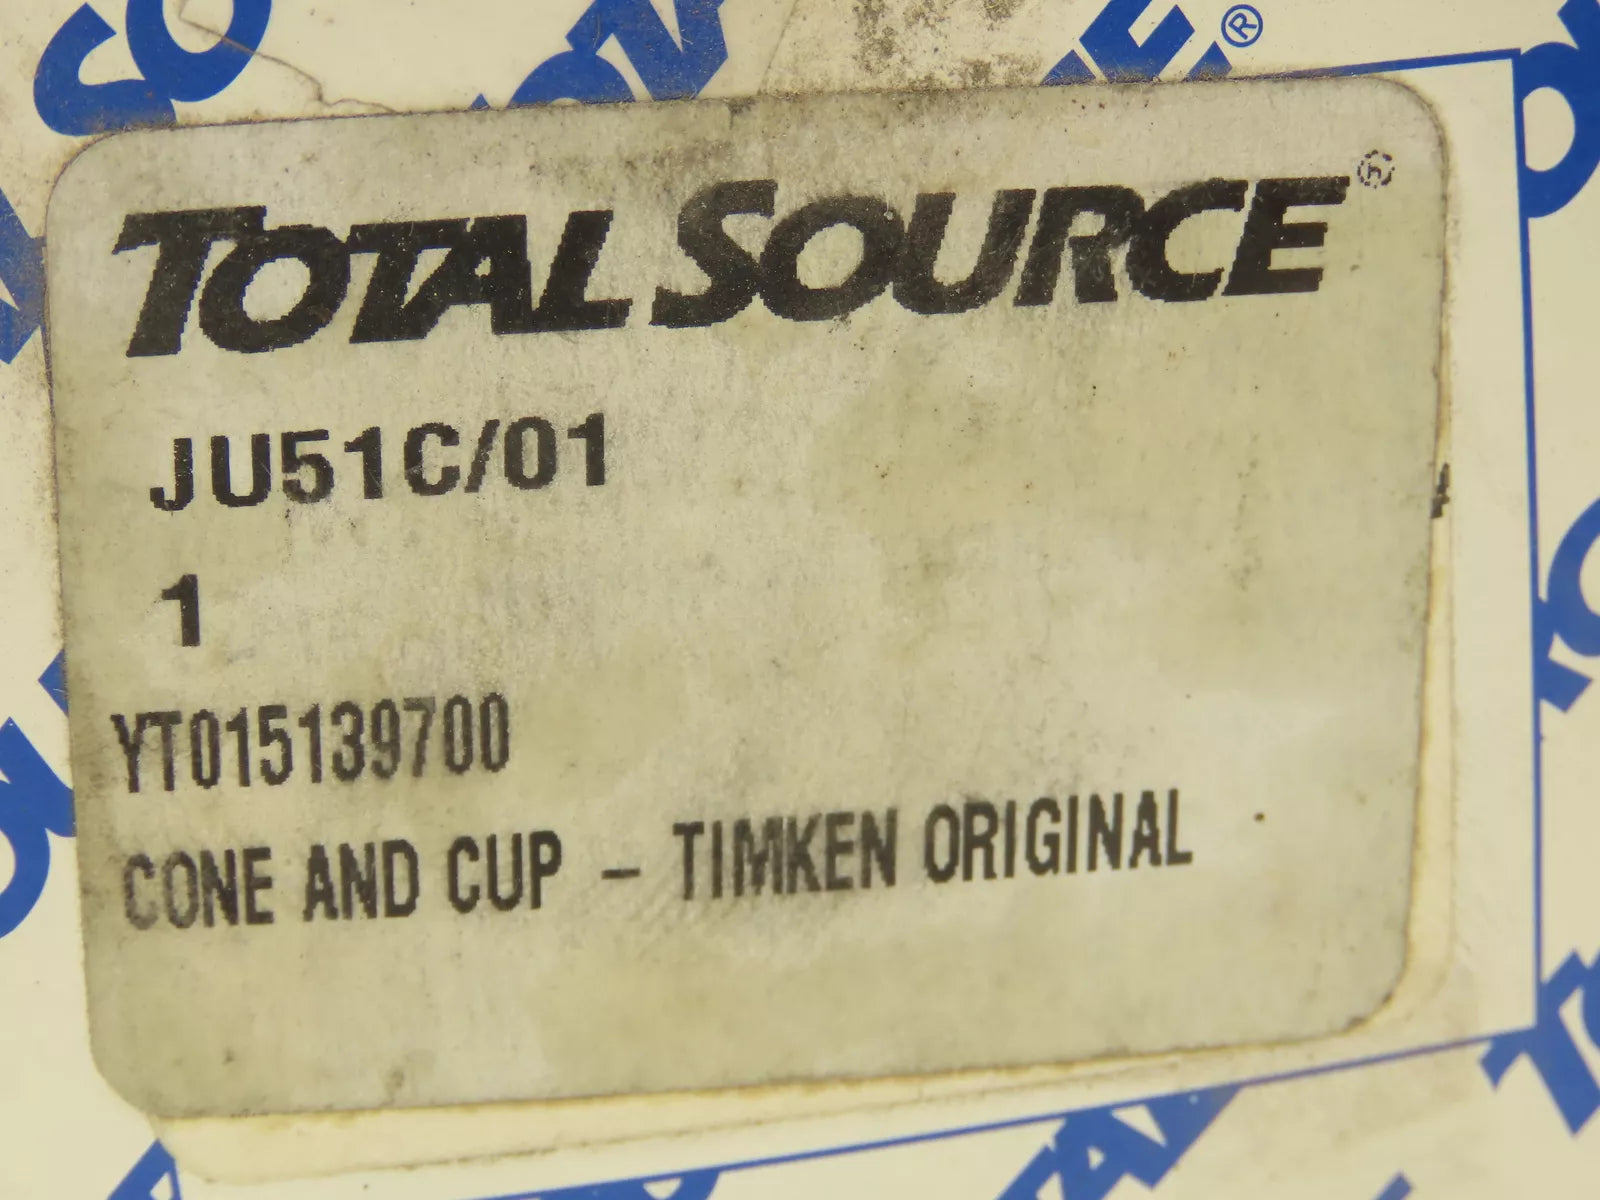 TOTAL SOURCE
JU51C/01
1
YT015139700
CONE AND CUP – TIMKEN ORIGINAL